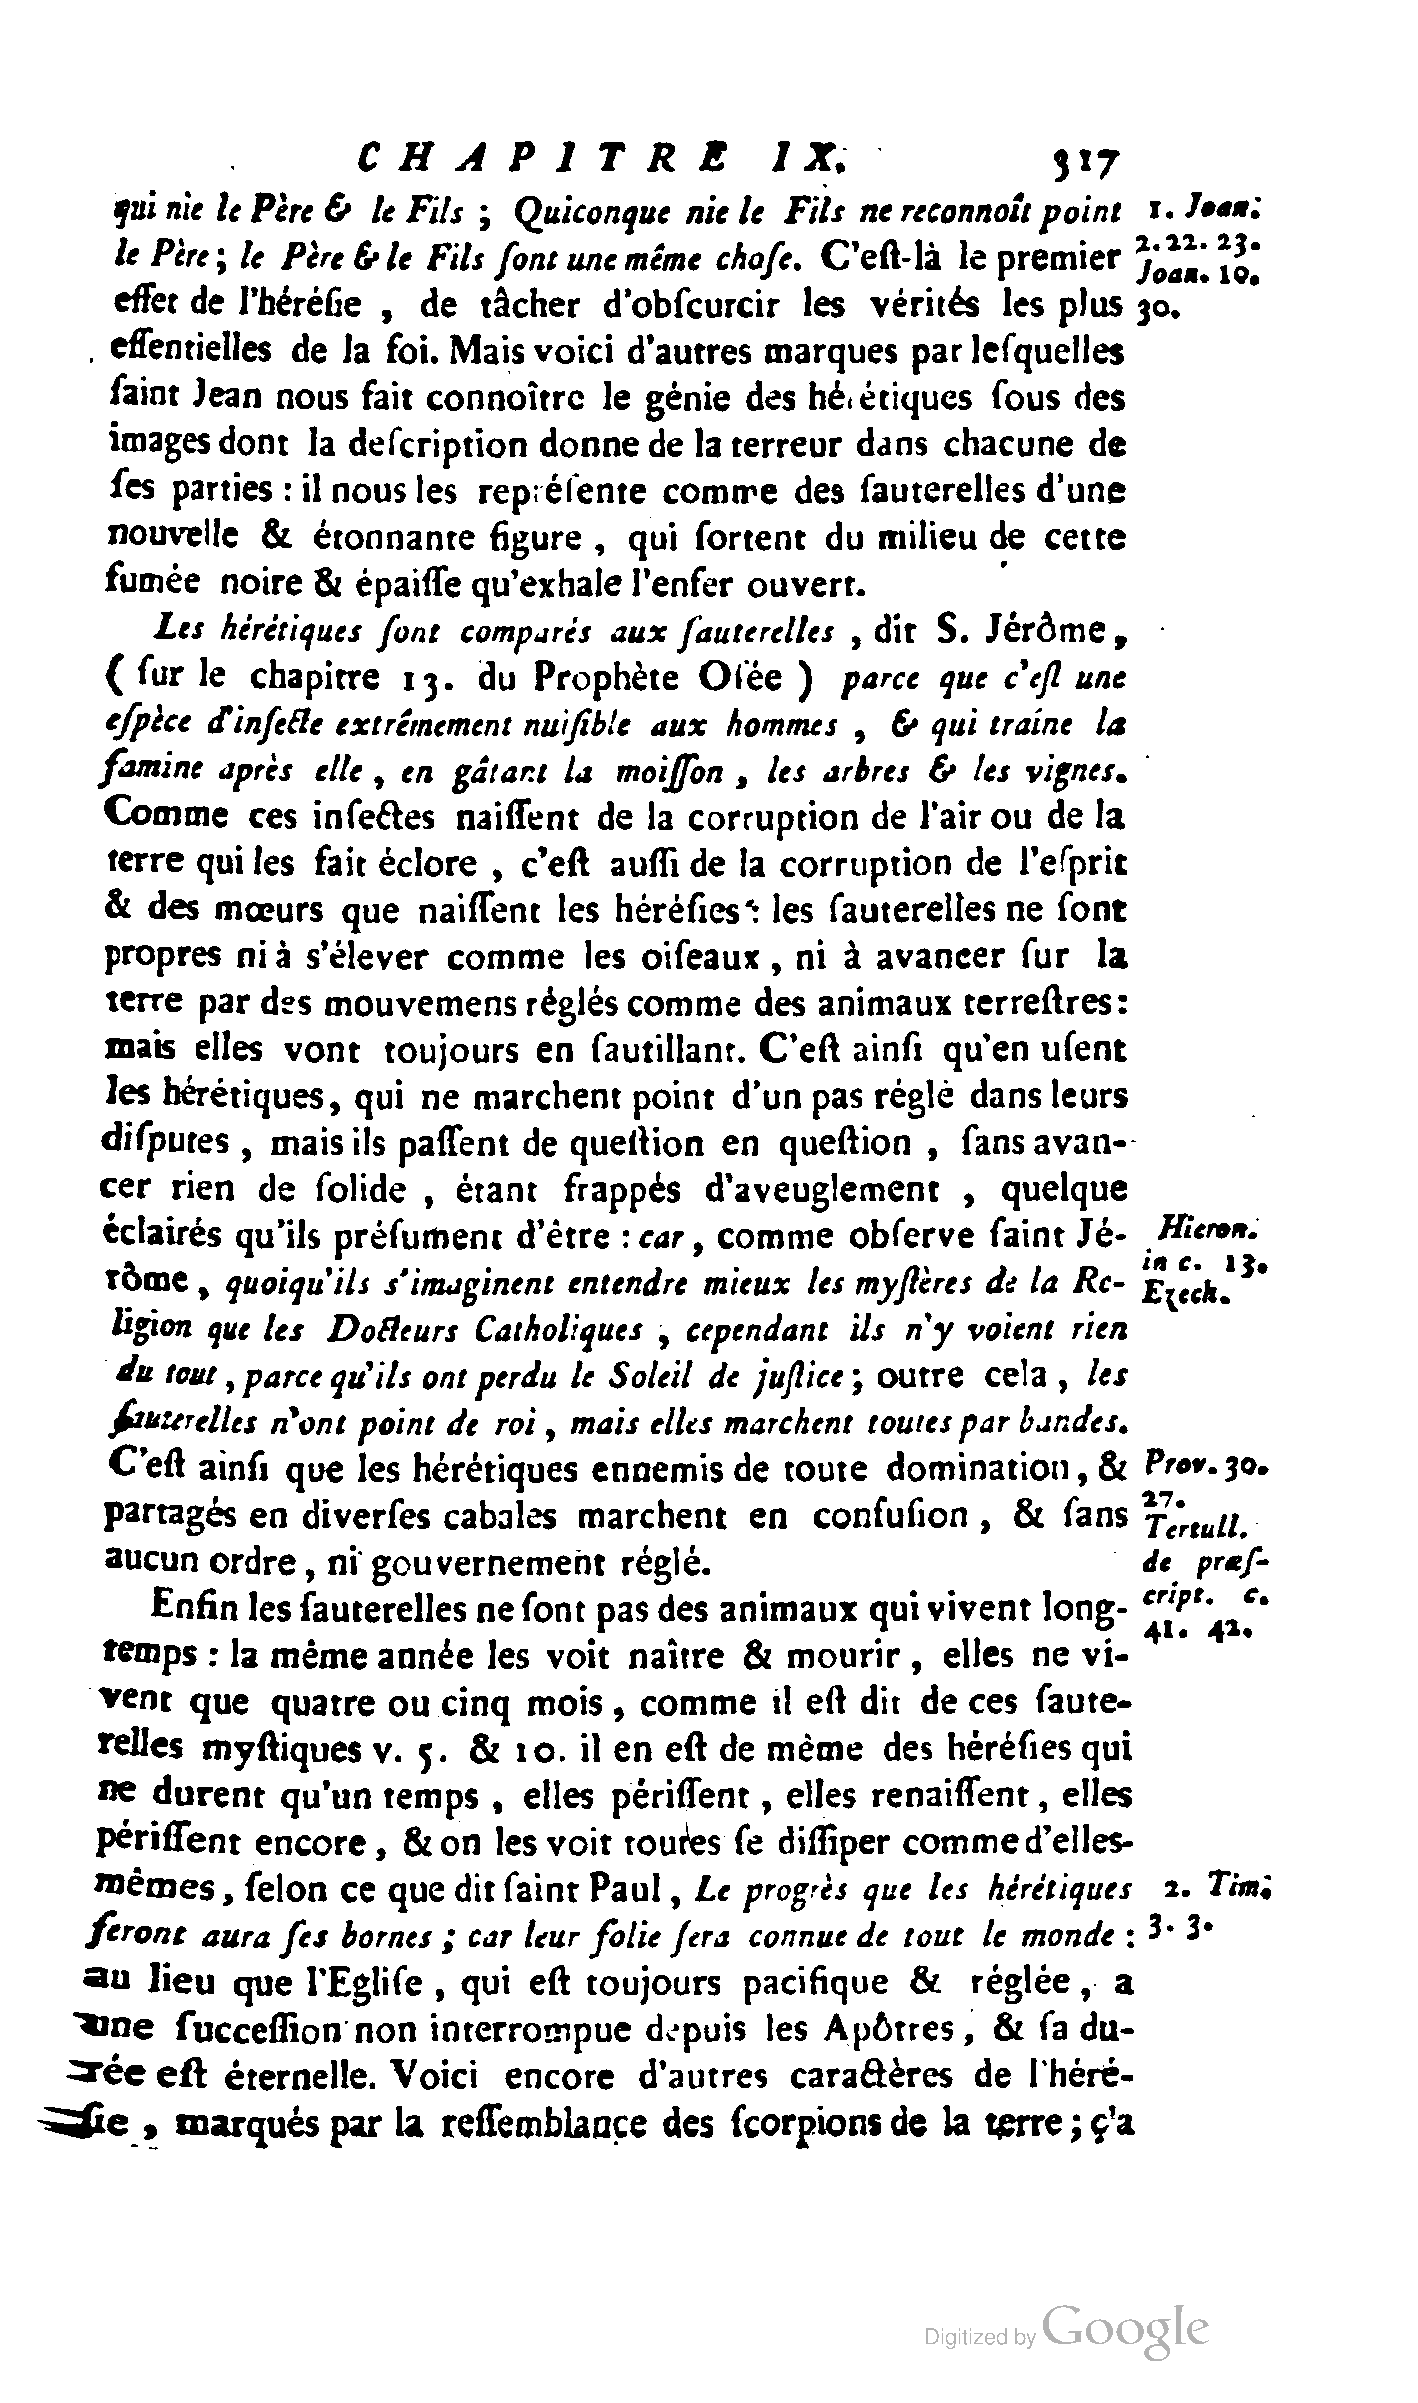 CHAPITRE IX. 317
qui nie le Père & le Fils ; Quiconque nie le Fils ne reconnoît point
1. Joan.
le Père ; le Père & le Fils ſont une même choſe. C'eſt-là le premier
2. 22. 23.
Joan. 10.
effet de l'héréſie , de tâcher d'obſcurcir les vérités les plus
30.
eſſentielles de la foi. Mais voici d'autres marques par leſquelles
ſaint Jean nous fait connoître le génie des hérétiques ſous des
images dont la deſcription donne de la terreur dans chacune de
ſes parties : il nous les repréſente comme des ſauterelles d'une
nouvelle & étonnante figure , qui ſortent du milieu de cette
fumée noire & épaiſſe qu'exhale l'enfer ouvert.
Les hérétiques ſont comparés aux ſauterelles , dit S. Jérôme,
( ſur le chapitre 13. du Prophète Oſée ) parce que c'eſt une
eſpèce d'inſecte extrêmement nuiſible aux hommes , & qui traîne la
famine après elle , en gâtant la moiſſon , les arbres & les vignes.
Comme ces inſectes naiſſent de la corruption de l'air ou de la
terre qui les fait éclore , c'eſt auſſi de la corruption de l'eſprit
& des mœurs que naiſſent les héréſies : les ſauterelles ne ſont
propres ni à s'élever comme les oiſeaux , ni à avancer ſur la
terre par des mouvemens réglés comme des animaux terreſtres :
mais elles vont toujours en ſautillant. C'eſt ainſi qu'en uſent
les hérétiques, qui ne marchent point d'un pas réglé dans leurs
diſputes , mais ils paſſent de queſtion en queſtion , ſans avan-
cer rien de ſolide , étant frappés d'aveuglement , quelque
éclairés qu'ils préſument d'être : car, comme obſerve ſaint Jé-
Hieron.
in c. 13.
rôme , quoiqu'ils s'imaginent entendre mieux les myſtères de la Re-
Ezech.
ligion que les Docteurs Catholiques , cependant ils n'y voient rien
du tout , parce qu'ils ont perdu le Soleil de juſtice ; outre cela , les
ſauterelles n'ont point de roi , mais elles marchent toutes par bandes.
C'eſt ainſi que les hérétiques ennemis de toute domination , &
Prov. 30.
27.
partagés en diverſes cabales marchent en confuſion , & ſans
Tertull.
aucun ordre , ni gouvernement réglé.
de præſ-
cript. c.
Enfin les ſauterelles ne ſont pas des animaux qui vivent long-
41. 42.
temps : la même année les voit naître & mourir , elles ne vi-
vent que quatre ou cinq mois , comme il eſt dit de ces ſaute-
relles myſtiques v. 5. & 10. il en eſt de même des héréſies qui
ne durent qu'un temps , elles périſſent , elles renaiſſent , elles
périſſent encore , & on les voit toutes ſe diſſiper comme d'elles-
mêmes , ſelon ce que dit ſaint Paul , Le progrès que les hérétiques
2. Tim.
feront aura ſes bornes ; car leur folie ſera connue de tout le monde :
3. 3.
au lieu que l'Egliſe , qui eſt toujours pacifique & réglée , a
une ſucceſſion non interrompue depuis les Apôtres , & ſa du-
rée eſt éternelle. Voici encore d'autres caractères de l'héré-
ſie , marqués par la reſſemblance des ſcorpions de la terre ; ç'a
Digitized by Google